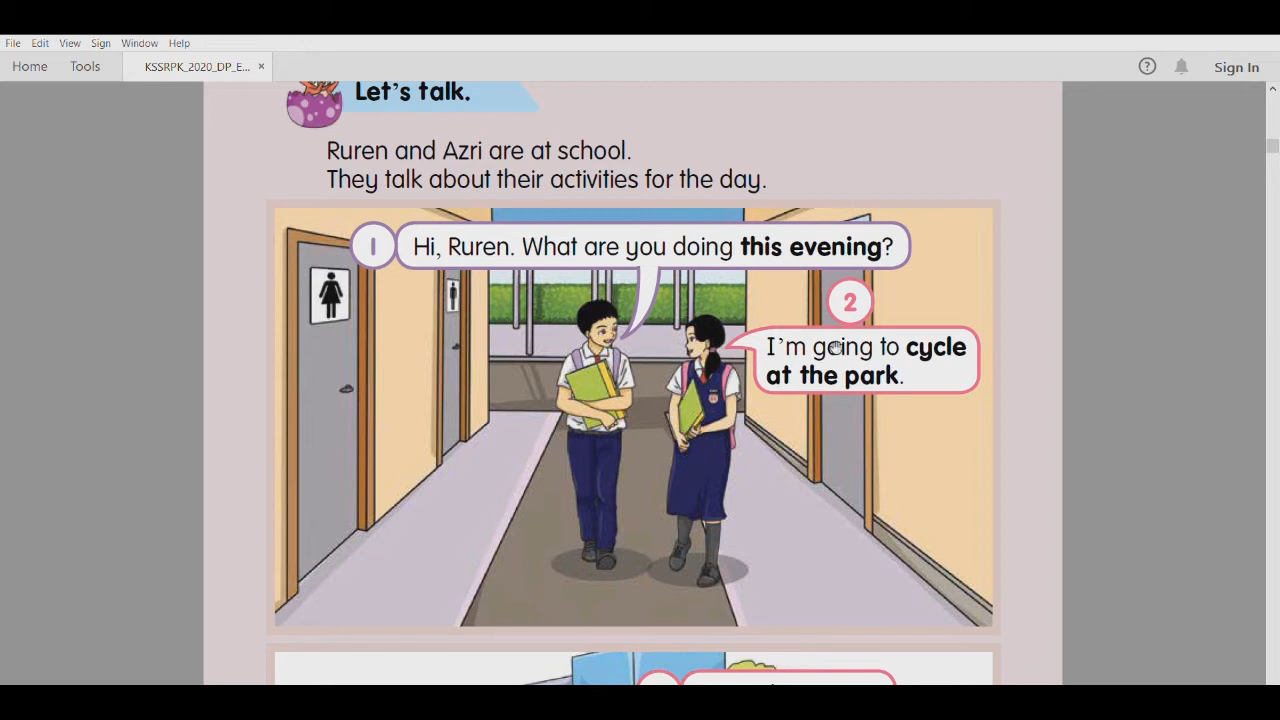 File Edit View Sign Window Help
Home Tools KSSRPK_2020_DP_E... × Sign In
Let's talk.
Ruren and Azri are at school.
They talk about their activities for the day.
1 Hi, Ruren. What are you doing this evening?
2
I'm going to cycle
at the park.